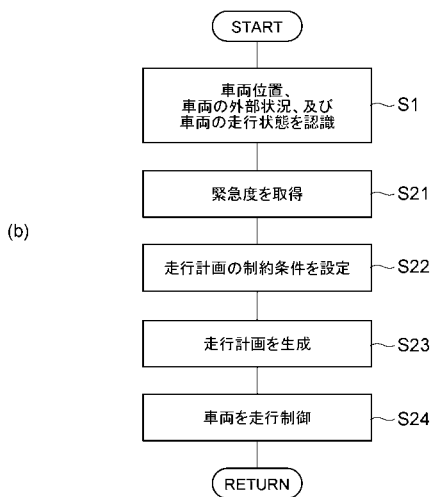 START
車両位置、
車両の外部状況、及び
車両の走行状態を認識
S1
緊急度を取得
S21
(b)
走行計画の制約条件を設定
S22
走行計画を生成
S23
車両を走行制御
S24
RETURN